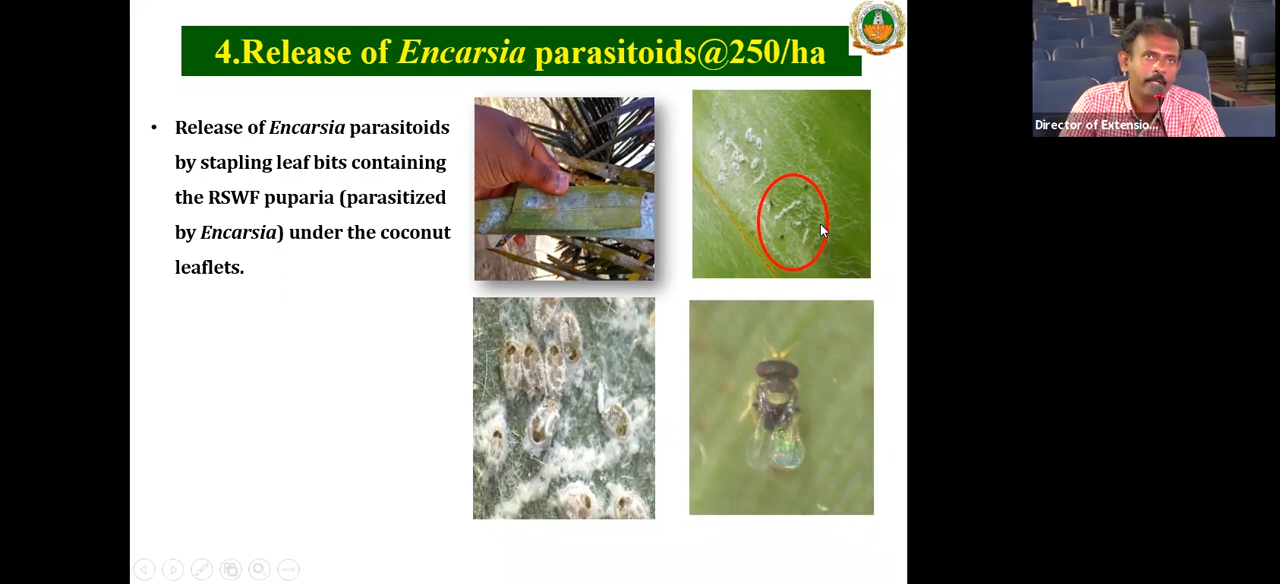 4.Release of Encarsia parasitoids@250/ha
• Release of Encarsia parasitoids
by stapling leaf bits containing
the RSWF puparia (parasitized
by Encarsia) under the coconut
leaflets.
Director of Extensio...